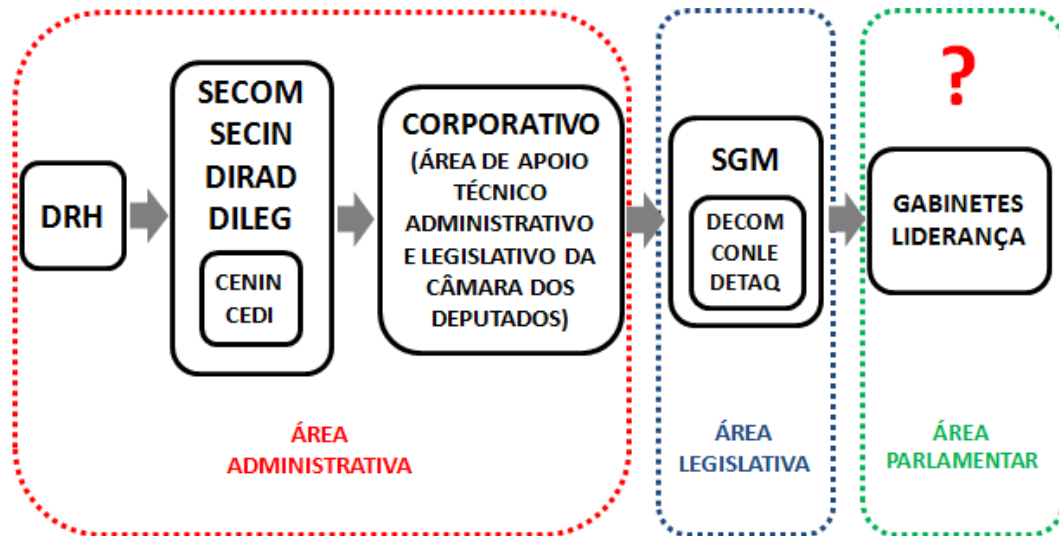 DRH
SECOM
SECIN
DIRAD
DILEG
CENIN
CEDI
CORPORATIVO
(ÁREA DE APOIO
TÉCNICO
ADMINISTRATIVO
E LEGISLATIVO DA
CÂMARA DOS
DEPUTADOS)
ÁREA
ADMINISTRATIVA
SGM
DECOM
CONLE
DETAQ
ÁREA
LEGISLATIVA
?
GABINETES
LIDERANÇA
ÁREA
PARLAMENTAR